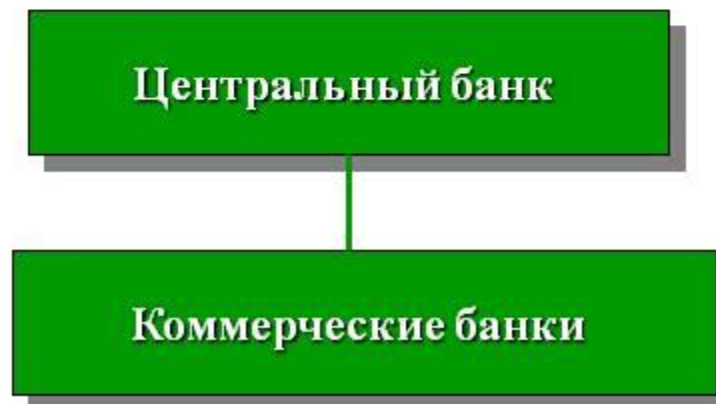 Центральный банк
Коммерческие банки